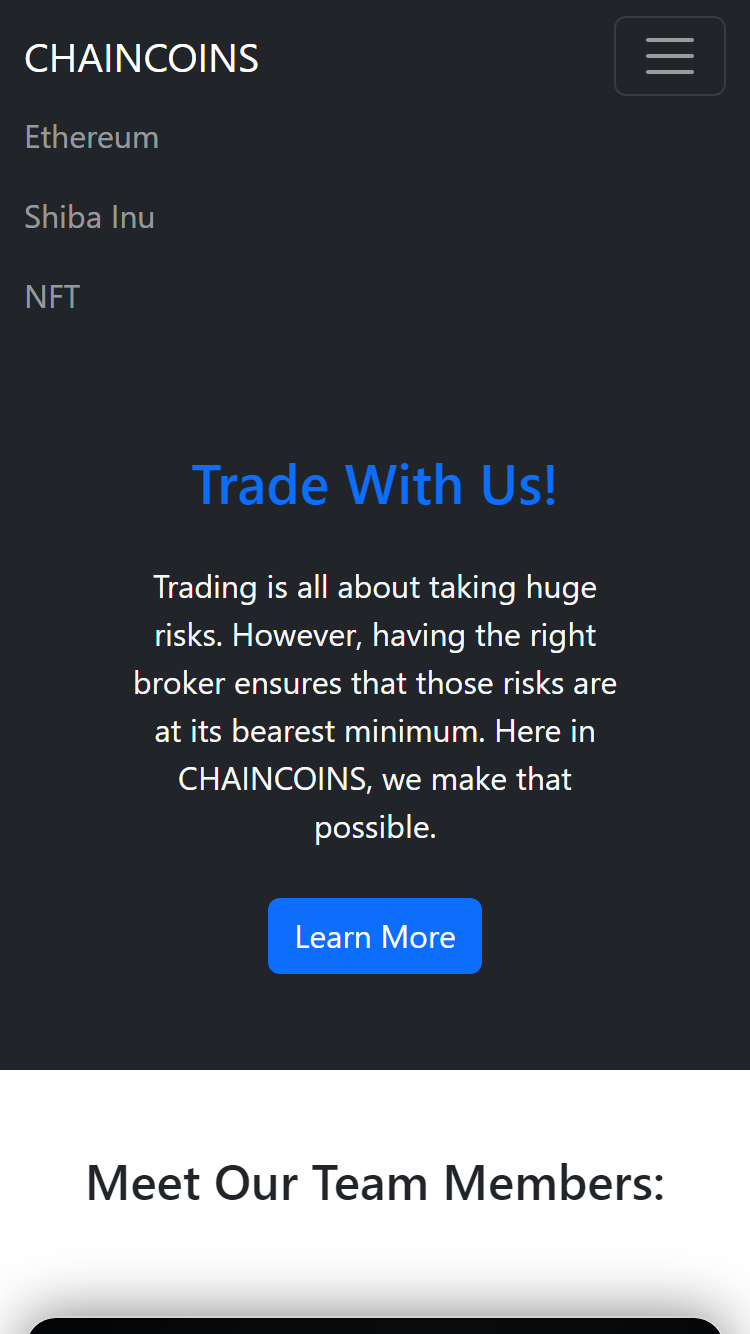 CHAINCOINS
Ethereum
Shiba Inu
NFT
Trade With Us!
Trading is all about taking huge
risks. However, having the right
broker ensures that those risks are
at its bearest minimum. Here in
CHAINCOINS, we make that
possible.
Learn More
Meet Our Team Members: